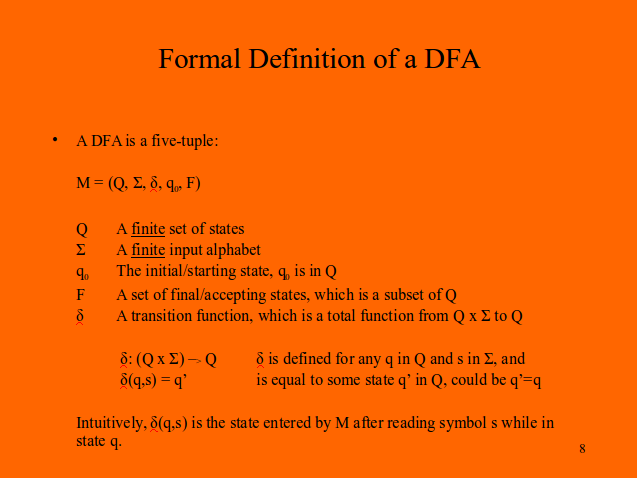 Formal Definition of a DFA
• A DFA is a five-tuple:
M = (Q, Σ, δ, q₀, F)
Q A finite set of states
Σ A finite input alphabet
q₀ The initial/starting state, q₀ is in Q
F A set of final/accepting states, which is a subset of Q
δ A transition function, which is a total function from Q x Σ to Q
δ: (Q x Σ) –> Q δ is defined for any q in Q and s in Σ, and
δ(q,s) = q’ is equal to some state q’ in Q, could be q’=q
Intuitively, δ(q,s) is the state entered by M after reading symbol s while in
state q.
8